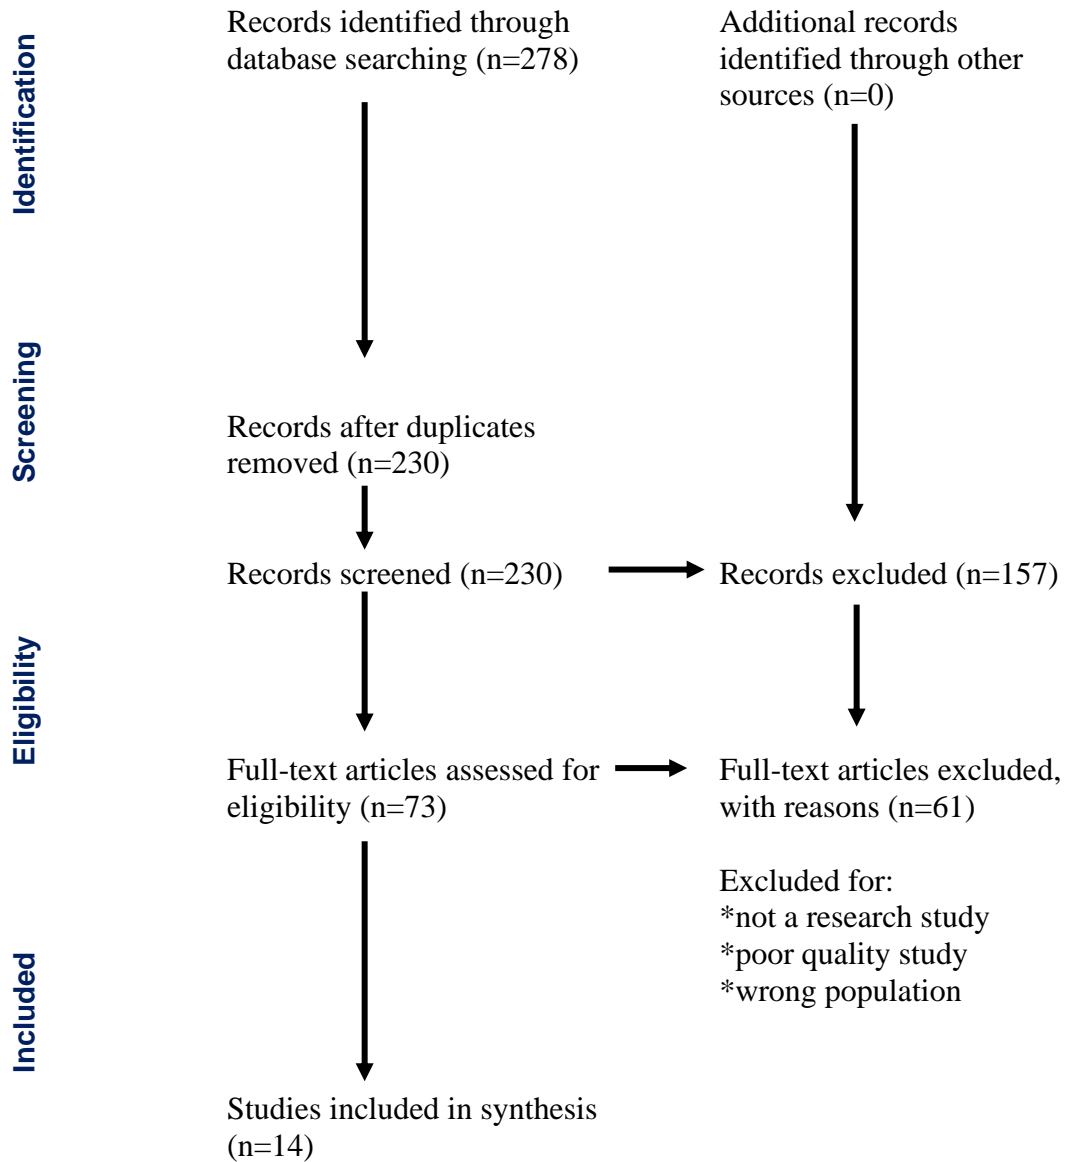 Identification
Records identified through
database searching (n=278)
Additional records
identified through other
sources (n=0)
Screening
Records after duplicates
removed (n=230)
Records screened (n=230)
Records excluded (n=157)
Eligibility
Full-text articles assessed for
eligibility (n=73)
Full-text articles excluded,
with reasons (n=61)
Excluded for:
*not a research study
*poor quality study
*wrong population
Included
Studies included in synthesis
(n=14)